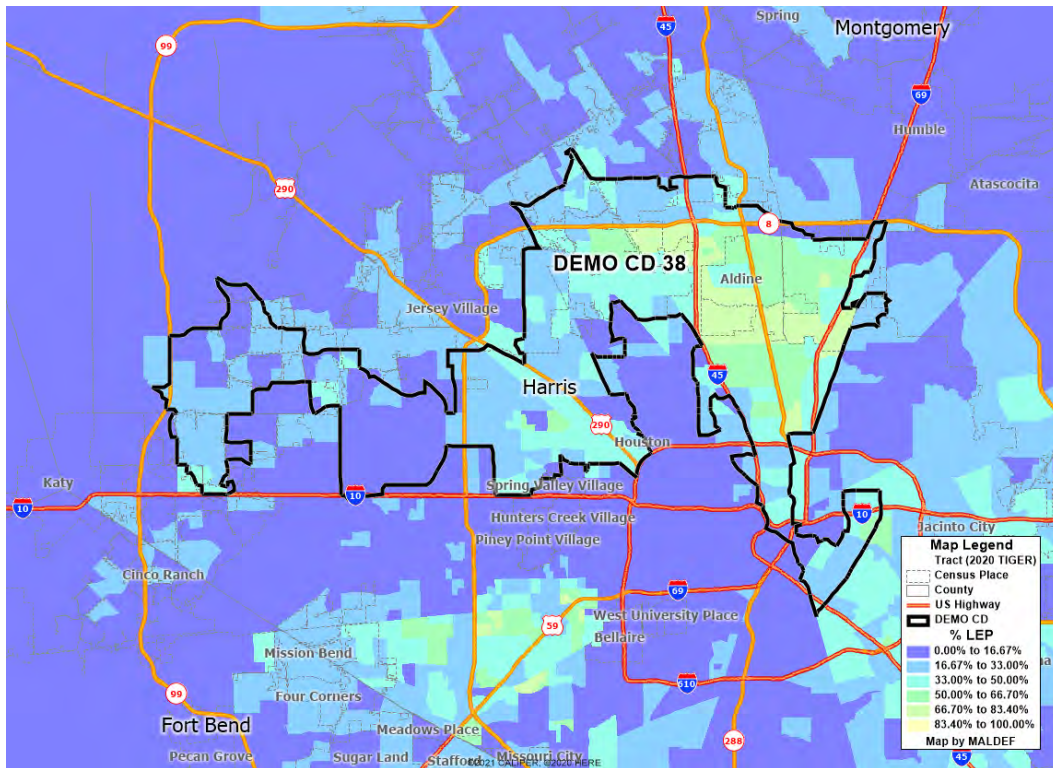 Spring
Montgomery
45
99
69
Humble
290
Atascocita
8
DEMO CD 38
Aldine
Jersey Village
45
Harris
290
Houston
Katy
Spring Valley Village
10
10
Hunters Creek Village
10
Jacinto City
Piney Point Village
Cinco Ranch
69
59
West University Place
Bellaire
Mission Bend
610
99
Four Corners
Fort Bend
Meadows Place
288
Pecan Grove
Sugar Land
Stafford
Missouri City
45
©2021 CALIPER; ©2020 HERE
Map Legend
Tract (2020 TIGER)
Census Place
County
US Highway
DEMO CD
% LEP
0.00% to 16.67%
16.67% to 33.00%
33.00% to 50.00%
50.00% to 66.70%
66.70% to 83.40%
83.40% to 100.00%
Map by MALDEF